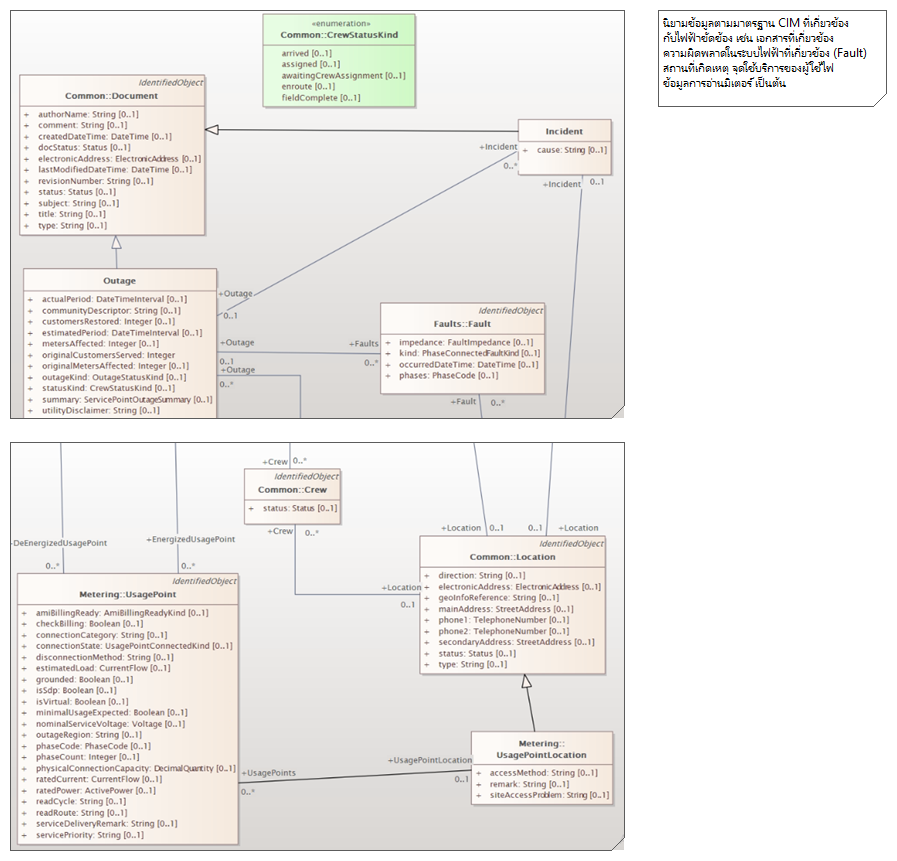 «enumeration»
Common::CrewStatusKind
arrived [0..1]
assigned [0..1]
awaitingCrewAssignment [0..1]
enroute [0..1]
fieldComplete [0..1]
นิยามข้อมูลตามมาตรฐาน CIM ที่เกี่ยวข้อง
กับไฟฟ้าขัดข้อง เช่น เอกสารที่เกี่ยวข้อง
ความผิดพลาดในระบบไฟฟ้าที่เกี่ยวข้อง (Fault)
สถานที่เกิดเหตุ จุดใช้บริการของผู้ใช้ไฟ
ข้อมูลการอ่านมิเตอร์ เป็นต้น
IdentifiedObject
Common::Document
+ authorName: String [0..1]
+ comment: String [0..1]
+ createdDateTime: DateTime [0..1]
+ docStatus: Status [0..1]
+ electronicAddress: ElectronicAddress [0..1]
+ lastModifiedDateTime: DateTime [0..1]
+ revisionNumber: String [0..1]
+ status: Status [0..1]
+ subject: String [0..1]
+ title: String [0..1]
+ type: String [0..1]
Incident
+ cause: String [0..1]
+Incident
0..*
+Incident
0..1
Outage
+ actualPeriod: DateTimeInterval [0..1]
+ communityDescriptor: String [0..1]
+ customersRestored: Integer [0..1]
+ estimatedPeriod: DateTimeInterval [0..1]
+ metersAffected: Integer [0..1]
+ originalCustomersServed: Integer
+ originalMetersAffected: Integer [0..1]
+ outageKind: OutageStatusKind [0..1]
+ statusKind: CrewStatusKind [0..1]
+ summary: ServicePointOutageSummary [0..1]
+ utilityDisclaimer: String [0..1]
+Outage
0..1
+Outage
0..1
+Outage
0..*
+Faults
0..*
IdentifiedObject
Faults::Fault
+ impedance: FaultImpedance [0..1]
+ kind: PhaseConnectedFaultKind [0..1]
+ occurredDateTime: DateTime [0..1]
+ phases: PhaseCode [0..1]
+Fault
0..*
+Crew
0..*
IdentifiedObject
Common::Crew
+ status: Status [0..1]
+Crew
0..*
+DeEnergizedUsagePoint
0..*
+EnergizedUsagePoint
0..*
+Location
0..1
0..1
+Location
IdentifiedObject
Common::Location
+ direction: String [0..1]
+ electronicAddress: ElectronicAddress [0..1]
+ geoInfoReference: String [0..1]
+ mainAddress: StreetAddress [0..1]
+ phone1: TelephoneNumber [0..1]
+ phone2: TelephoneNumber [0..1]
+ secondaryAddress: StreetAddress [0..1]
+ status: Status [0..1]
+ type: String [0..1]
+Location
0..1
IdentifiedObject
Metering::UsagePoint
+ amiBillingReady: AmiBillingReadyKind [0..1]
+ checkBilling: Boolean [0..1]
+ connectionCategory: String [0..1]
+ connectionState: UsagePointConnectedKind [0..1]
+ disconnectionMethod: String [0..1]
+ estimatedLoad: CurrentFlow [0..1]
+ grounded: Boolean [0..1]
+ isSdp: Boolean [0..1]
+ isVirtual: Boolean [0..1]
+ minimalUsageExpected: Boolean [0..1]
+ nominalServiceVoltage: Voltage [0..1]
+ outageRegion: String [0..1]
+ phaseCode: PhaseCode [0..1]
+ phaseCount: Integer [0..1]
+ physicalConnectionCapacity: DecimalQuantity [0..1]
+ ratedCurrent: CurrentFlow [0..1]
+ ratedPower: ActivePower [0..1]
+ readCycle: String [0..1]
+ readRoute: String [0..1]
+ serviceDeliveryRemark: String [0..1]
+ servicePriority: String [0..1]
+UsagePoints
0..*
+UsagePointLocation
0..1
Metering::
UsagePointLocation
+ accessMethod: String [0..1]
+ remark: String [0..1]
+ siteAccessProblem: String [0..1]